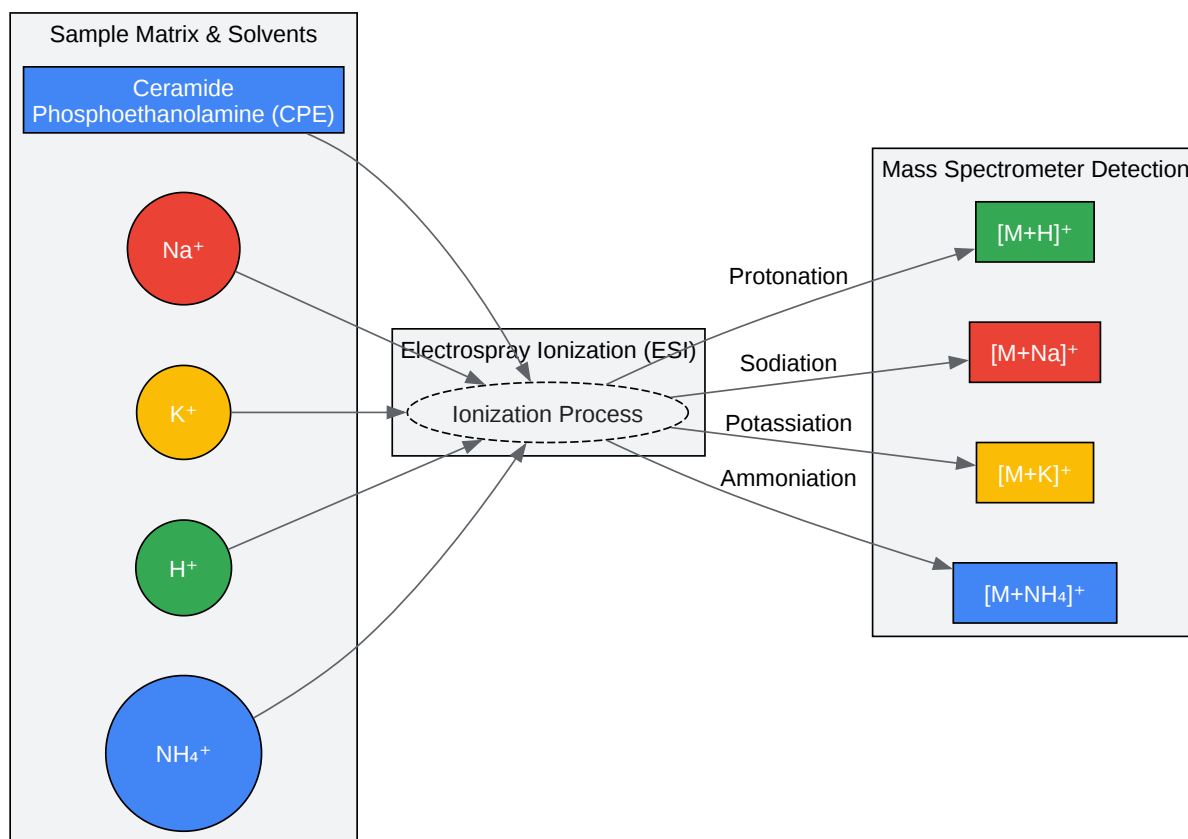 Sample Matrix & Solvents
Ceramide
Phosphoethanolamine (CPE)
Na⁺
K⁺
H⁺
NH₄⁺
Electrospray Ionization (ESI)
Ionization Process
Protonation
Sodiation
Potassiation
Ammoniation
Mass Spectrometer Detection
[M+H]⁺
[M+Na]⁺
[M+K]⁺
[M+NH₄]⁺